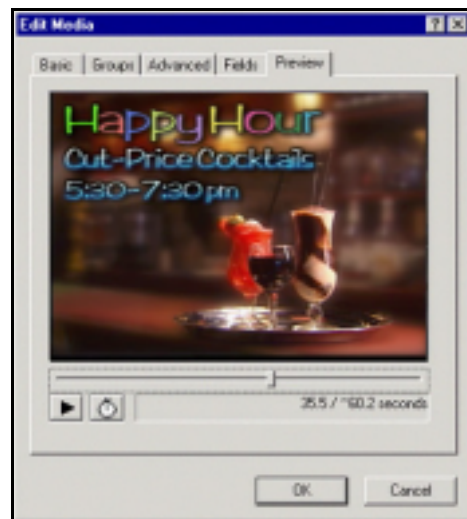 Edit Media
Basic Groups Advanced Fields Preview
Happy Hour
Cut-Price Cocktails
5:30-7:30 pm
35.5 / ~60.2 seconds
OK Cancel